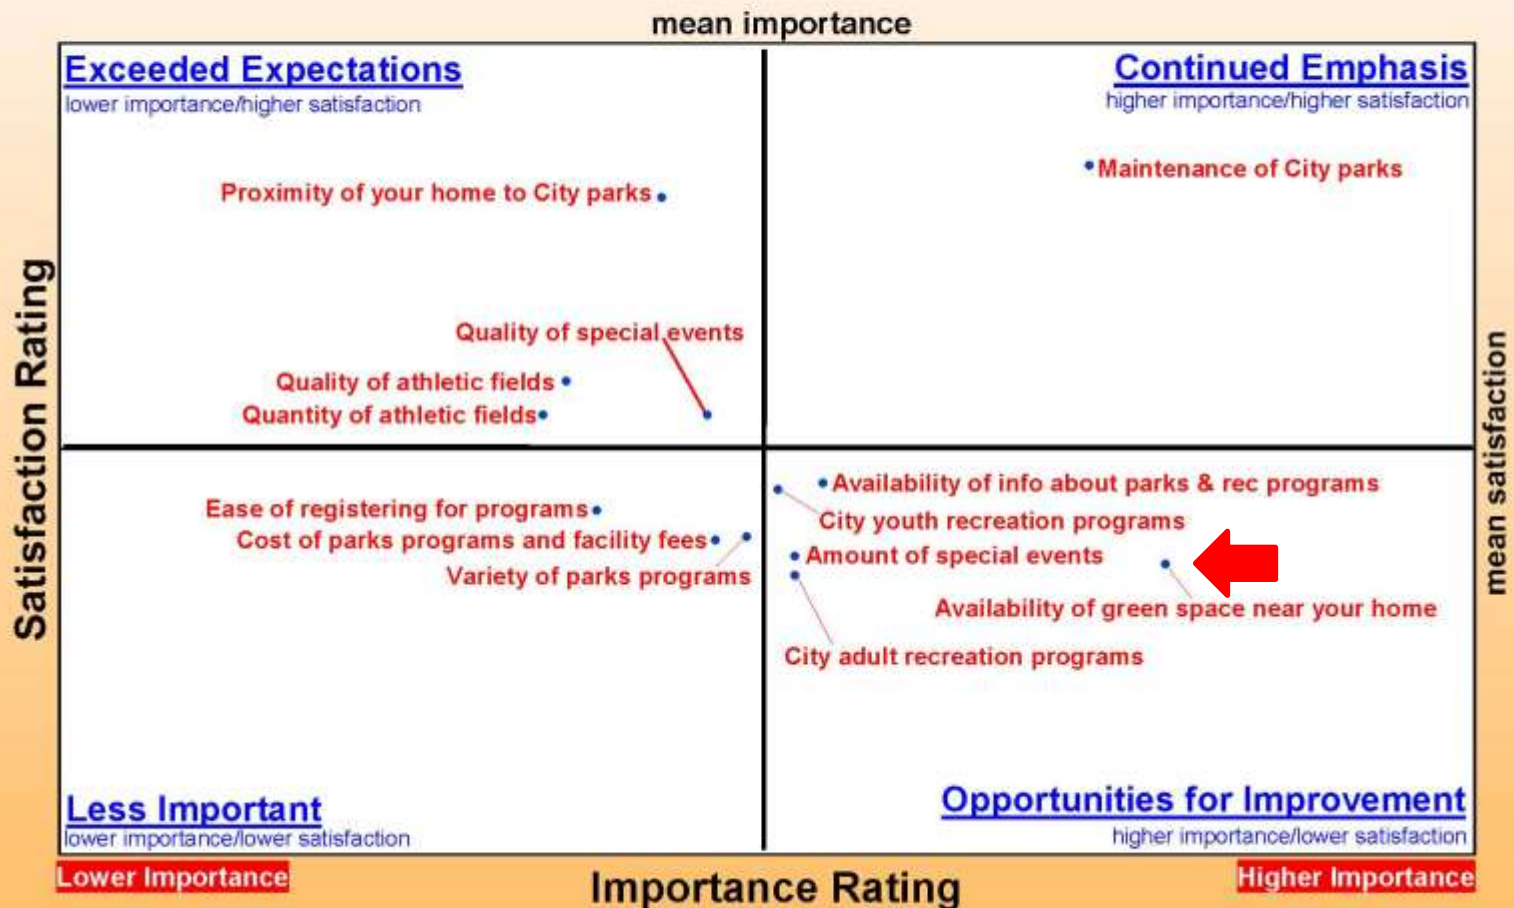 mean importance
Exceeded Expectations
lower importance/higher satisfaction
Continued Emphasis
higher importance/higher satisfaction
Maintenance of City parks
Proximity of your home to City parks
Quality of special events
Quality of athletic fields
Quantity of athletic fields
Satisfaction Rating
mean satisfaction
Availability of info about parks & rec programs
Ease of registering for programs
City youth recreation programs
Cost of parks programs and facility fees
Amount of special events
Variety of parks programs
Availability of green space near your home
City adult recreation programs
Less Important
lower importance/lower satisfaction
Opportunities for Improvement
higher importance/lower satisfaction
Lower Importance
Importance Rating
Higher Importance